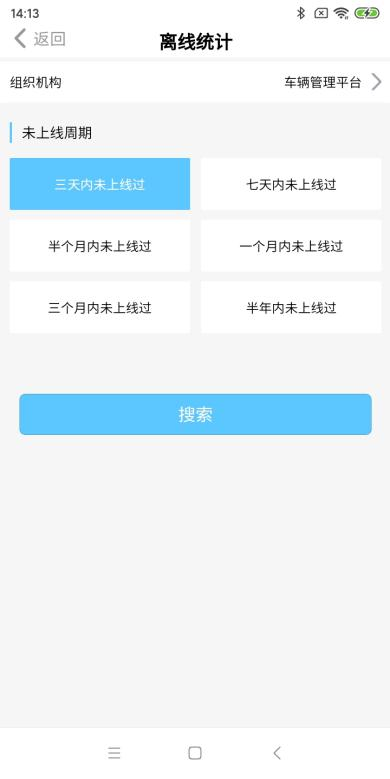 14:13
返回
离线统计
组织机构 车辆管理平台
未上线周期
三天内未上线过 七天内未上线过
半个月内未上线过 一个月内未上线过
三个月内未上线过 半年内未上线过
搜索